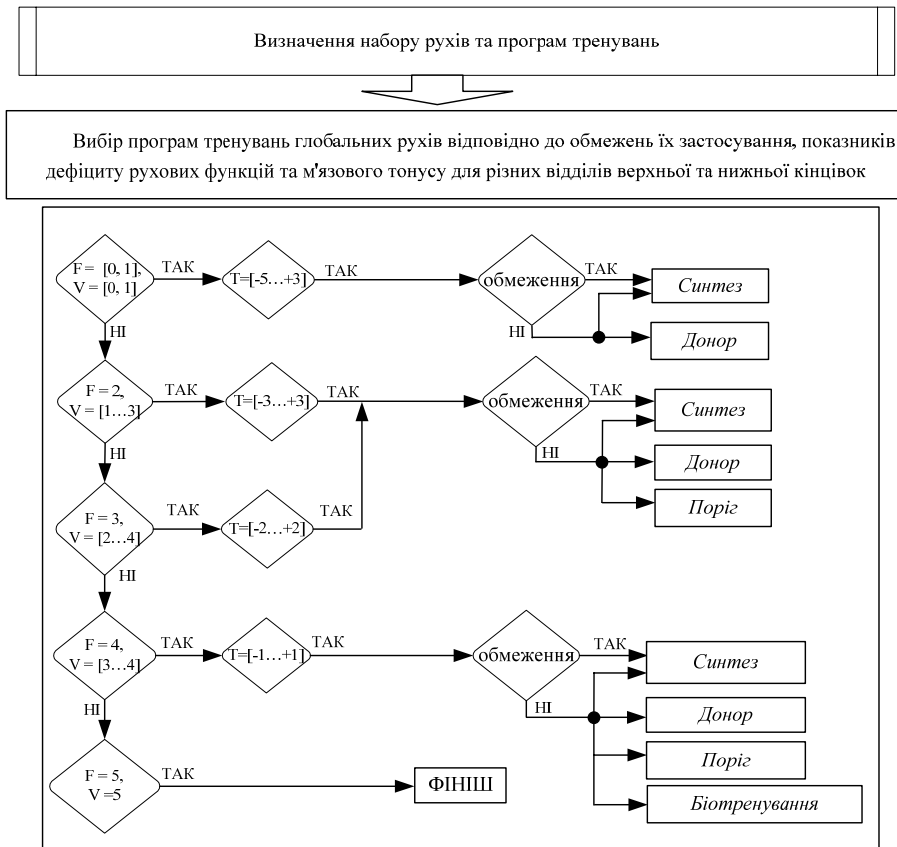 Визначення набору рухів та програм тренувань
Вибір програм тренувань глобальних рухів відповідно до обмежень їх застосування, показників
дефіциту рухових функцій та м'язового тонусу для різних відділів верхньої та нижньої кінцівок
F = [0, 1],
V = [0, 1]
ТАК
T=[-5…+3]
ТАК
обмеження
ТАК
Синтез
НІ
Донор
НІ
F = 2,
V = [1…3]
ТАК
T=[-3…+3]
ТАК
обмеження
ТАК
Синтез
НІ
Донор
Поріг
НІ
F = 3,
V = [2…4]
ТАК
T=[-2…+2]
ТАК
НІ
F = 4,
V = [3…4]
ТАК
T=[-1…+1]
ТАК
обмеження
ТАК
Синтез
НІ
Донор
Поріг
Біотренування
НІ
F = 5,
V =5
ТАК
ФІНІШ